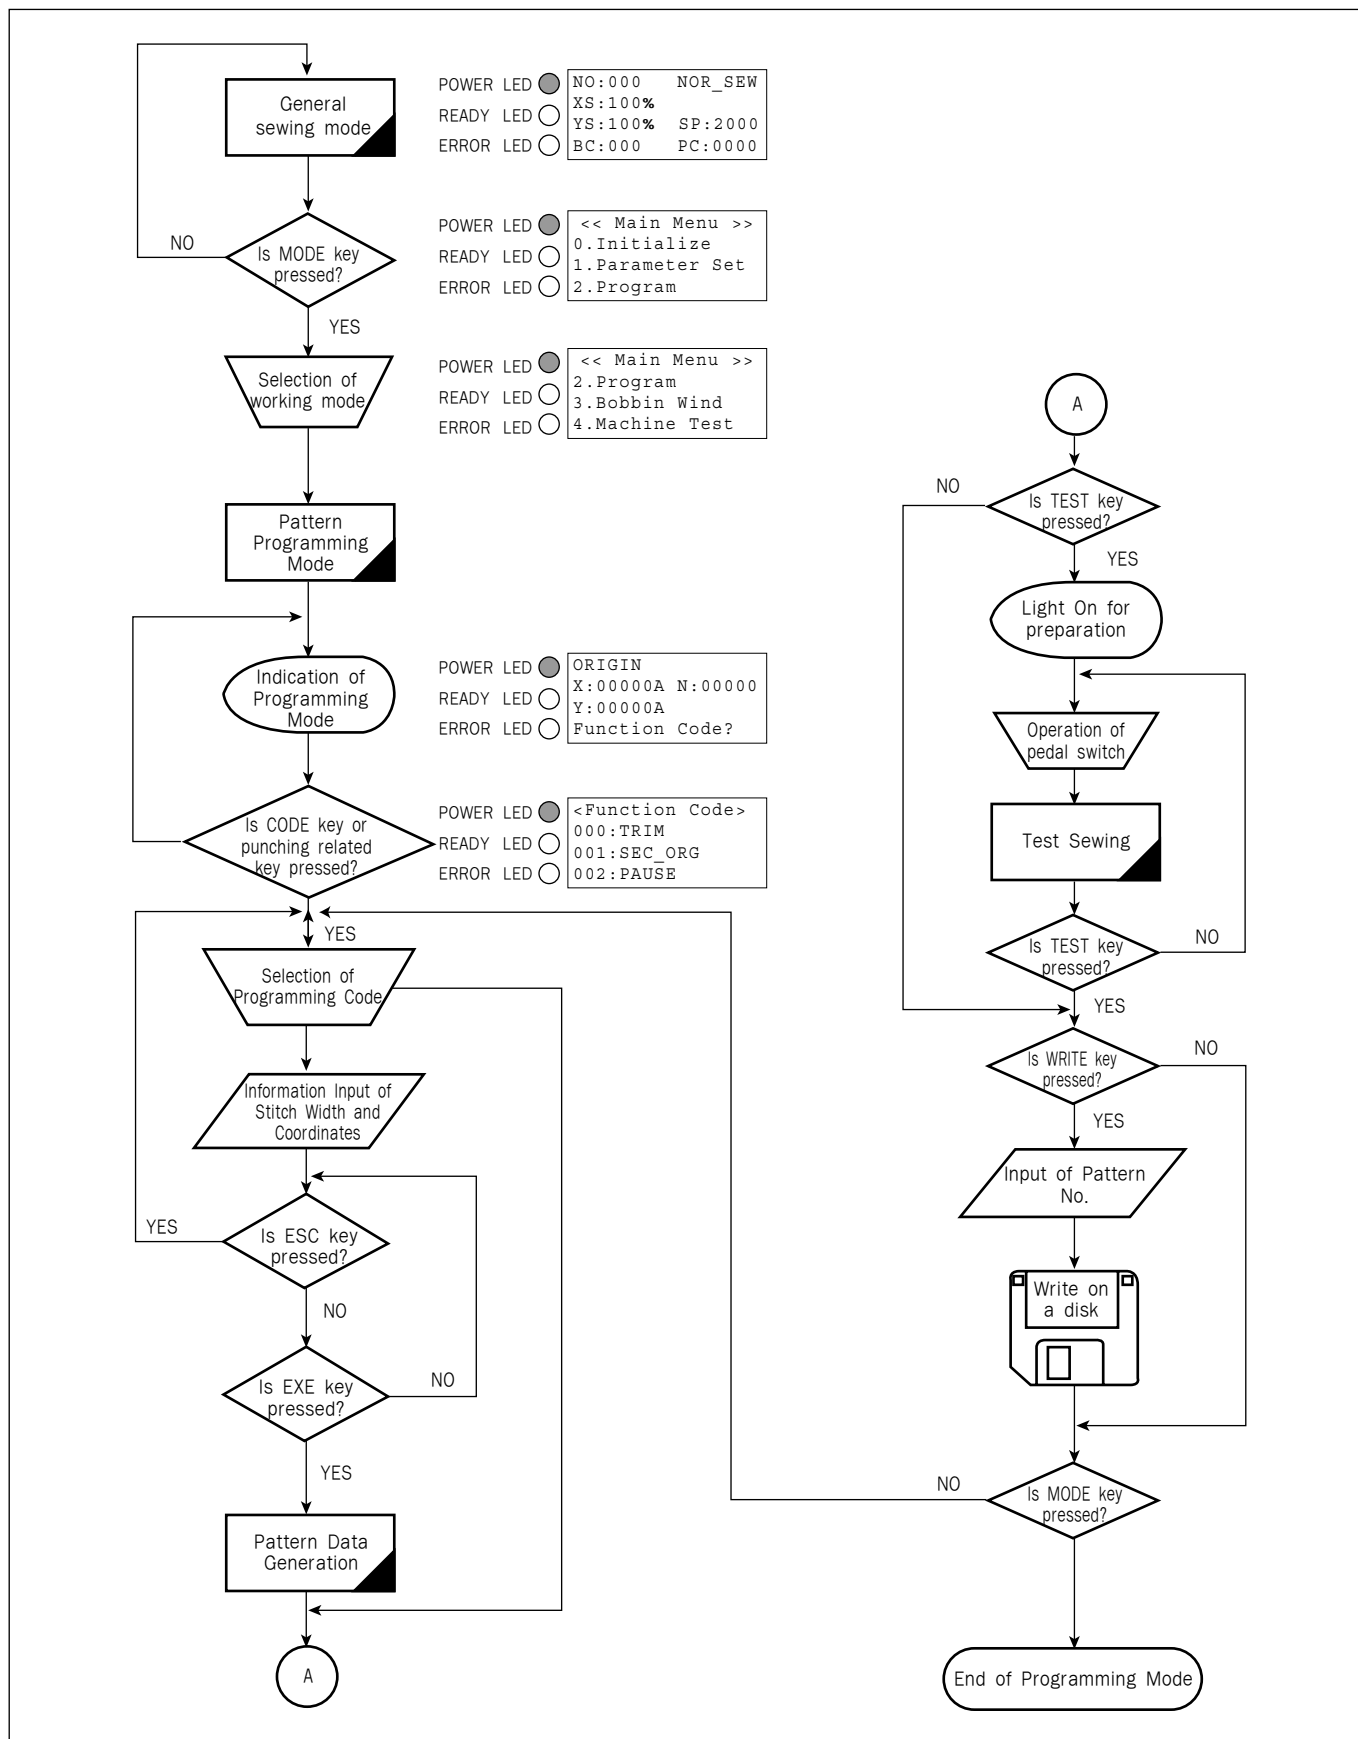 General
sewing mode
POWER LED
READY LED
ERROR LED
NO:000 NOR_SEW
XS:100%
YS:100% SP:2000
BC:000 PC:0000
NO
Is MODE key
pressed?
YES
POWER LED
READY LED
ERROR LED
<< Main Menu >>
0.Initialize
1.Parameter Set
2.Program
Selection of
working mode
POWER LED
READY LED
ERROR LED
<< Main Menu >>
2.Program
3.Bobbin Wind
4.Machine Test
Pattern
Programming
Mode
Indication of
Programming
Mode
POWER LED
READY LED
ERROR LED
ORIGIN
X:00000A N:00000
Y:00000A
Function Code?
Is CODE key or
punching related
key pressed?
YES
POWER LED
READY LED
ERROR LED
<Function Code>
000:TRIM
001:SEC_ORG
002:PAUSE
Selection of
Programming Code
Information Input of
Stitch Width and
Coordinates
YES
Is ESC key
pressed?
NO
Is EXE key
pressed?
NO
YES
Pattern Data
Generation
A
A
NO
Is TEST key
pressed?
YES
Light On for
preparation
Operation of
pedal switch
Test Sewing
Is TEST key
pressed?
NO
YES
Is WRITE key
pressed?
NO
YES
Input of Pattern
No.
Write on
a disk
NO
Is MODE key
pressed?
End of Programming Mode